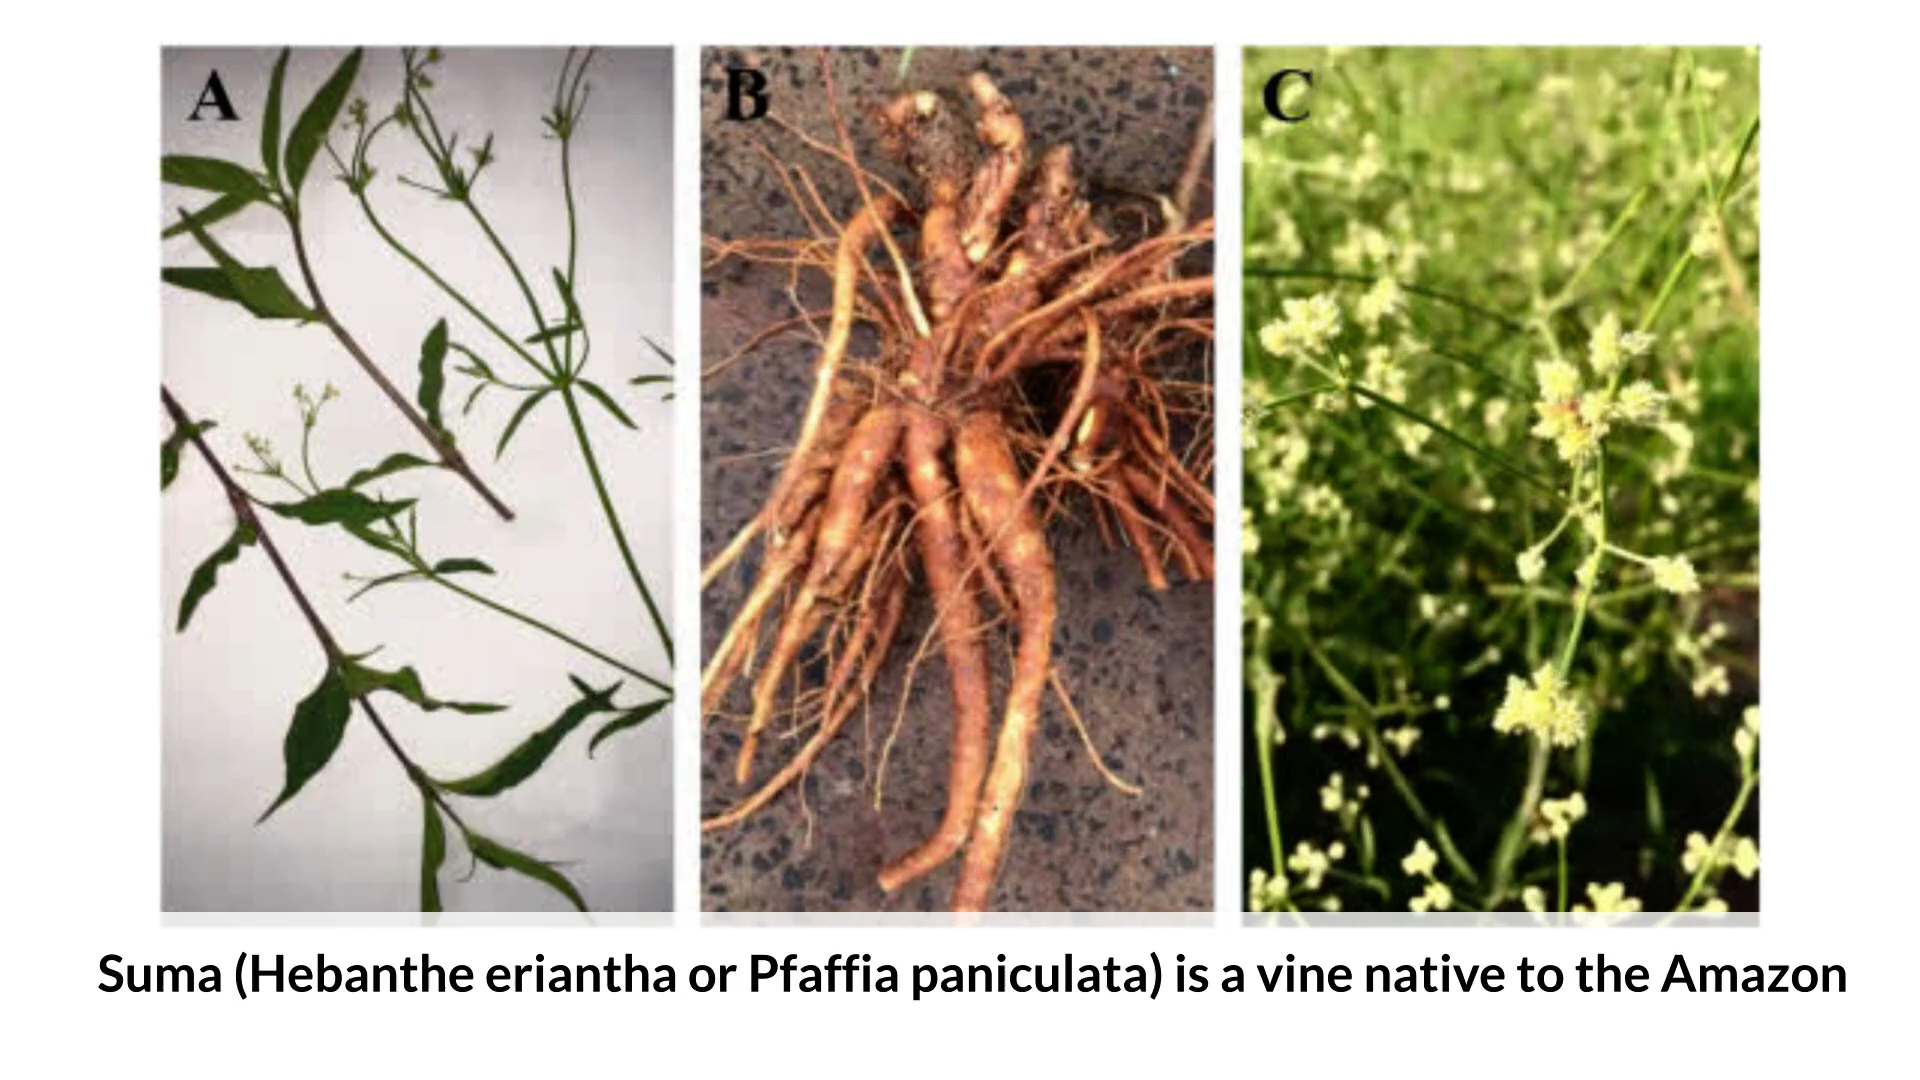 A
B
C
Suma (Hebanthe eriantha or Pfaffia paniculata) is a vine native to the Amazon